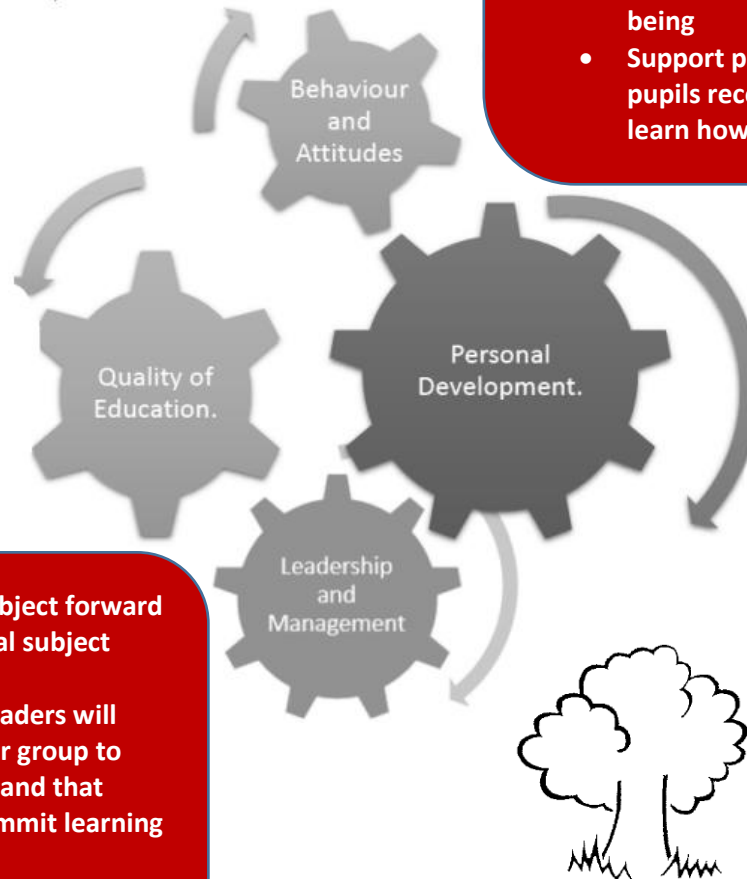 being
• Support p
pupils rece
learn how
Behaviour
and
Attitudes
Personal
Development.
Quality of
Education.
Leadership
and
Management
bject forward
al subject
aders will
r group to
and that
mmit learning